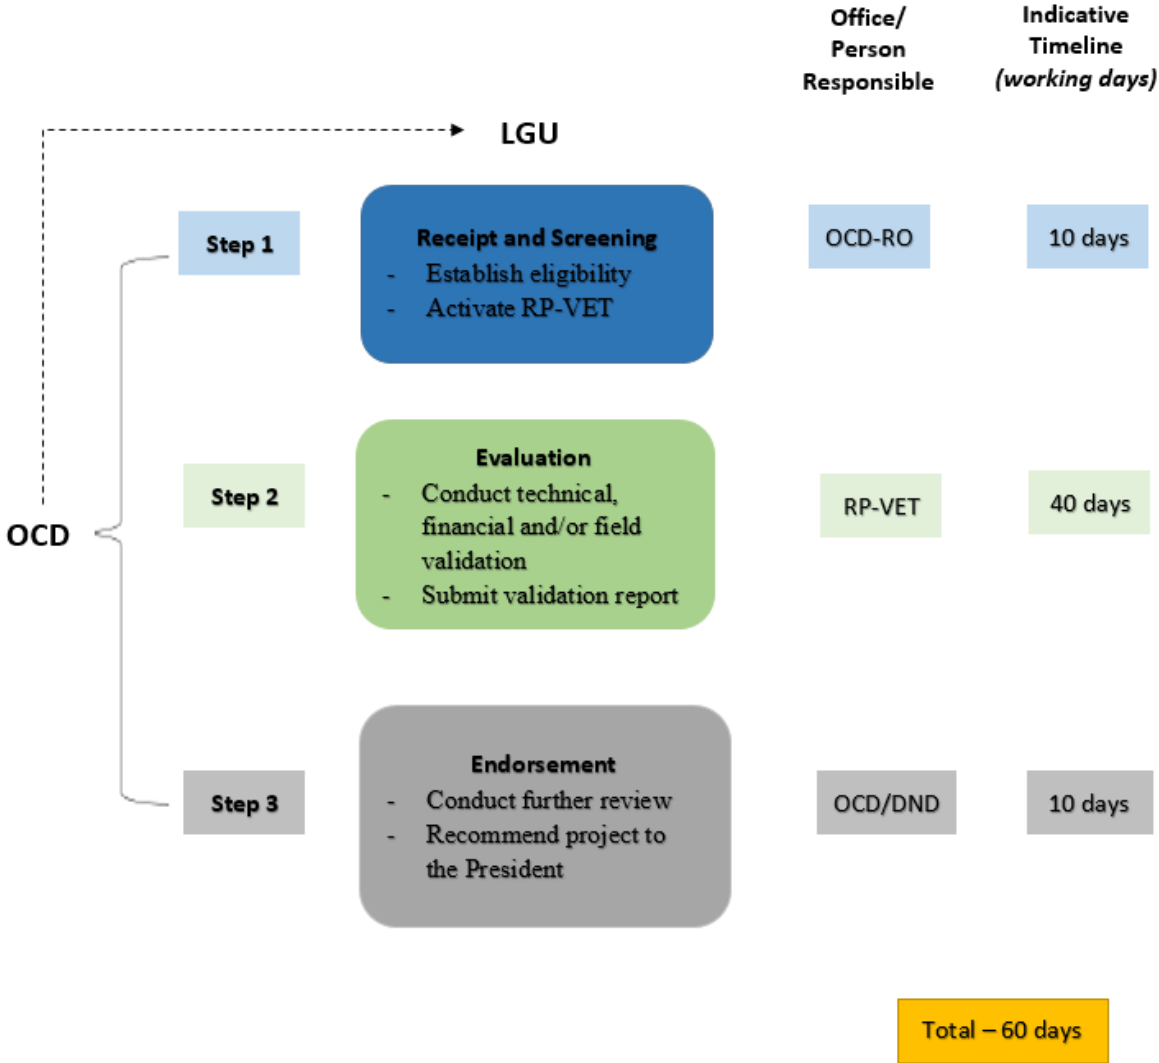 Office/
Person
Responsible
Indicative
Timeline
(working days)
LGU
Step 1
Receipt and Screening
- Establish eligibility
- Activate RP-VET
OCD-RO
10 days
OCD
Step 2
Evaluation
- Conduct technical,
financial and/or field
validation
- Submit validation report
RP-VET
40 days
Step 3
Endorsement
- Conduct further review
- Recommend project to
the President
OCD/DND
10 days
Total – 60 days